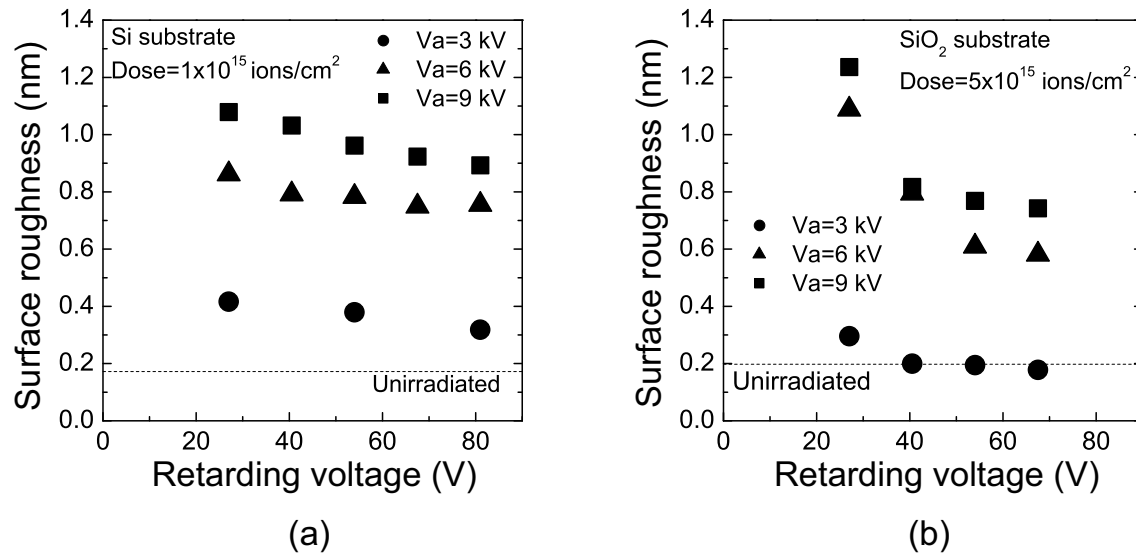 Surface roughness (nm)
1.4
1.2
1.0
0.8
0.6
0.4
0.2
0.0
Si substrate
Dose=1x10¹⁵ ions/cm²
Va=3 kV
Va=6 kV
Va=9 kV
Unirradiated
0 20 40 60 80
Retarding voltage (V)
(a)
Surface roughness (nm)
1.4
1.2
1.0
0.8
0.6
0.4
0.2
0.0
SiO₂ substrate
Dose=5x10¹⁵ ions/cm²
Va=3 kV
Va=6 kV
Va=9 kV
Unirradiated
0 20 40 60 80
Retarding voltage (V)
(b)